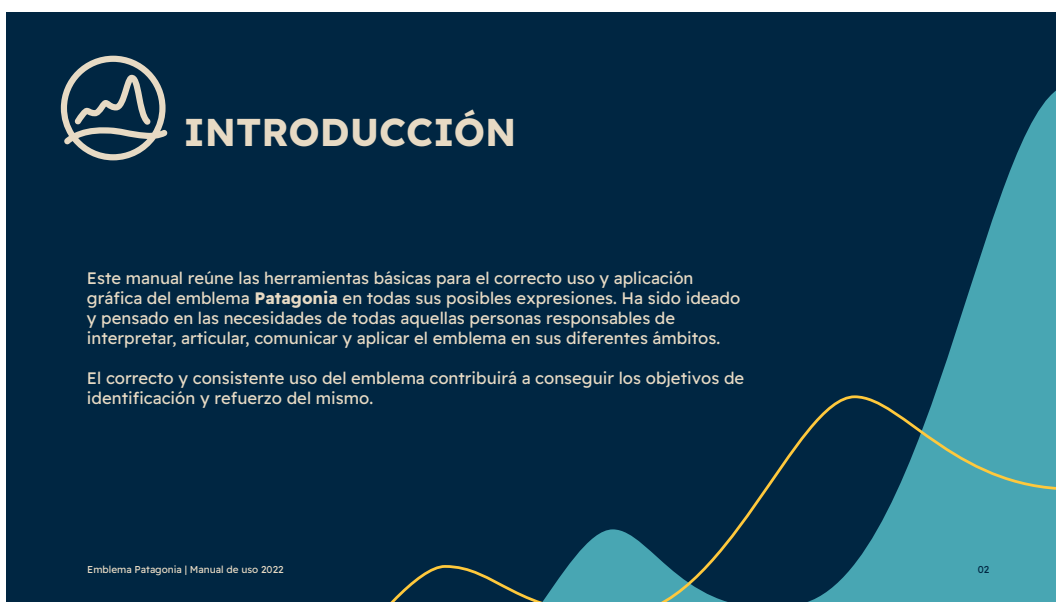 INTRODUCCIÓN
Este manual reúne las herramientas básicas para el correcto uso y aplicación
gráfica del emblema Patagonia en todas sus posibles expresiones. Ha sido ideado
y pensado en las necesidades de todas aquellas personas responsables de
interpretar, articular, comunicar y aplicar el emblema en sus diferentes ámbitos.
El correcto y consistente uso del emblema contribuirá a conseguir los objetivos de
identificación y refuerzo del mismo.
Emblema Patagonia | Manual de uso 2022
02